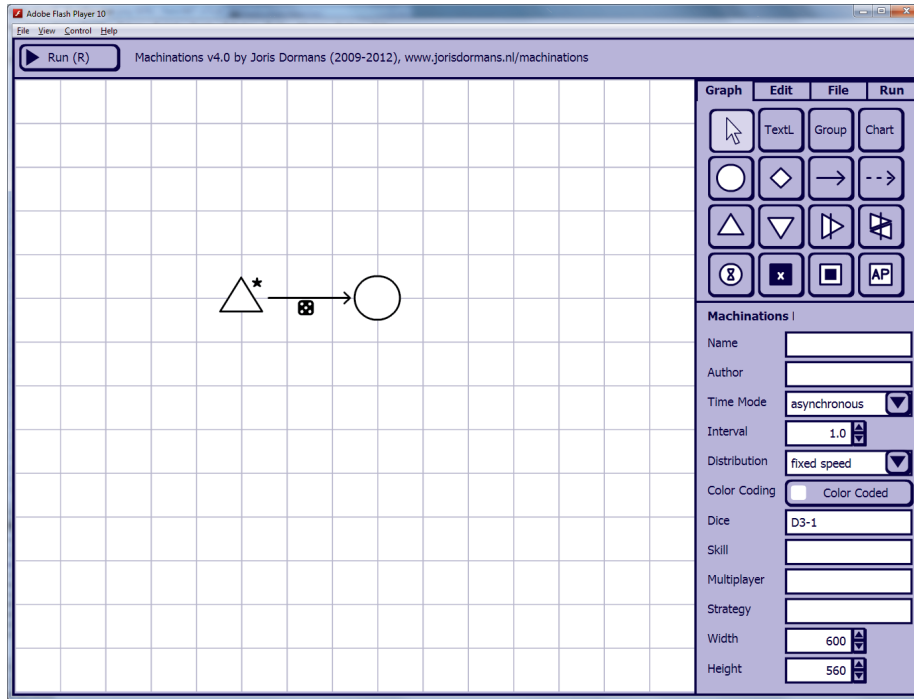 Adobe Flash Player 10
File View Control Help
Run (R) Machinations v4.0 by Joris Dormans (2009-2012), www.jorisdormans.nl/machinations
Graph Edit File Run
TextL Group Chart
x AP
Machinations
Name
Author
Time Mode asynchronous
Interval 1.0
Distribution fixed speed
Color Coding Color Coded
Dice D3-1
Skill
Multiplayer
Strategy
Width 600
Height 560